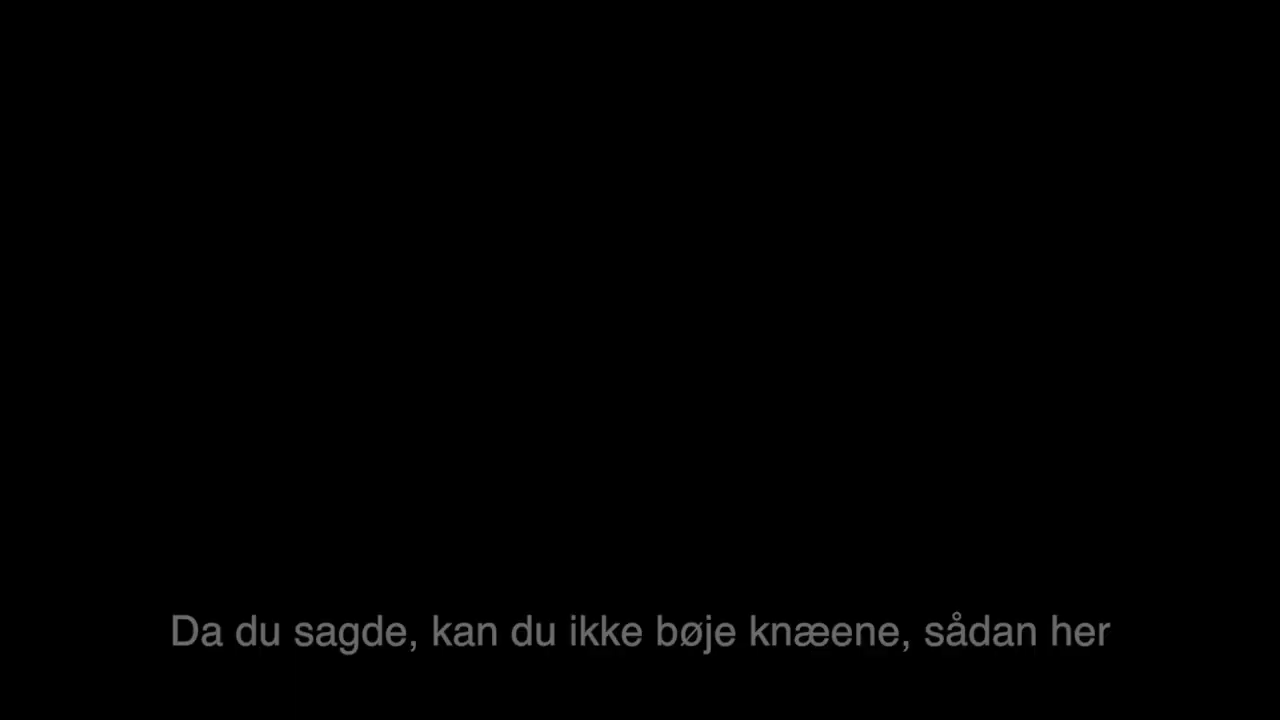 Da du sagde, kan du ikke bøje knæene, sådan her